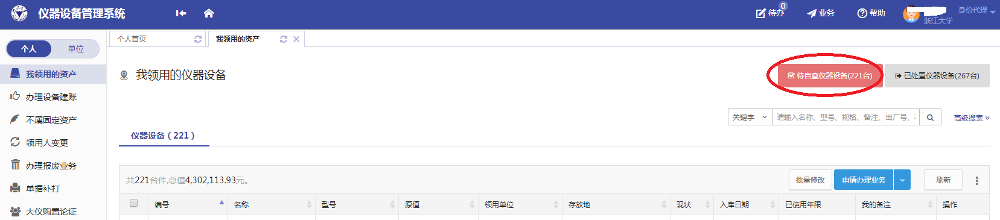 仪器设备管理系统
待办
0
业务
帮助
浙江大学
身份代理
个人
单位
我领用的资产
办理设备建账
不属固定资产
领用人变更
办理报废业务
单据补打
大仪购置论证
个人首页
我领用的资产
我领用的仪器设备
待自查仪器设备(221台)
已处置仪器设备(267台)
关键字
请输入名称、型号、规格、备注、出厂号、
高级搜索
仪器设备（221）
共221台件,总值4,302,113.93元。
批量修改
申请办理业务
刷新
编号
名称
型号
原值
领用单位
存放地
现状
入库日期
已使用年限
我的备注
操作